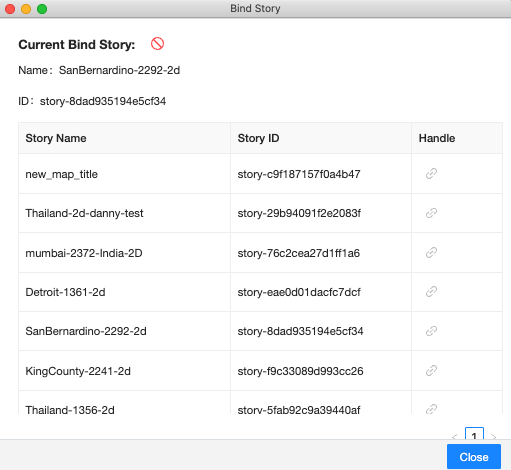 Bind Story
Current Bind Story:
Name：SanBernardino-2292-2d
ID：story-8dad935194e5cf34
Story Name Story ID Handle
new_map_title story-c9f187157f0a4b47
Thailand-2d-danny-test story-29b94091f2e2083f
mumbai-2372-India-2D story-76c2cea27d1ff1a6
Detroit-1361-2d story-eae0d01dacfc7dcf
SanBernardino-2292-2d story-8dad935194e5cf34
KingCounty-2241-2d story-f9c33089d993cc26
Thailand-1356-2d story-5fab92c9a39440af
< 1 >
Close